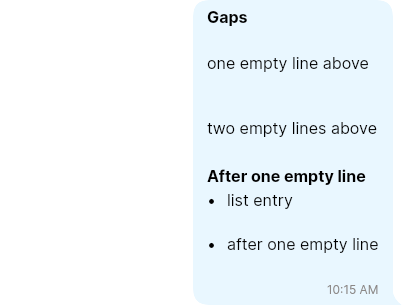 Gaps
one empty line above
two empty lines above
After one empty line
• list entry
• after one empty line
10:15 AM